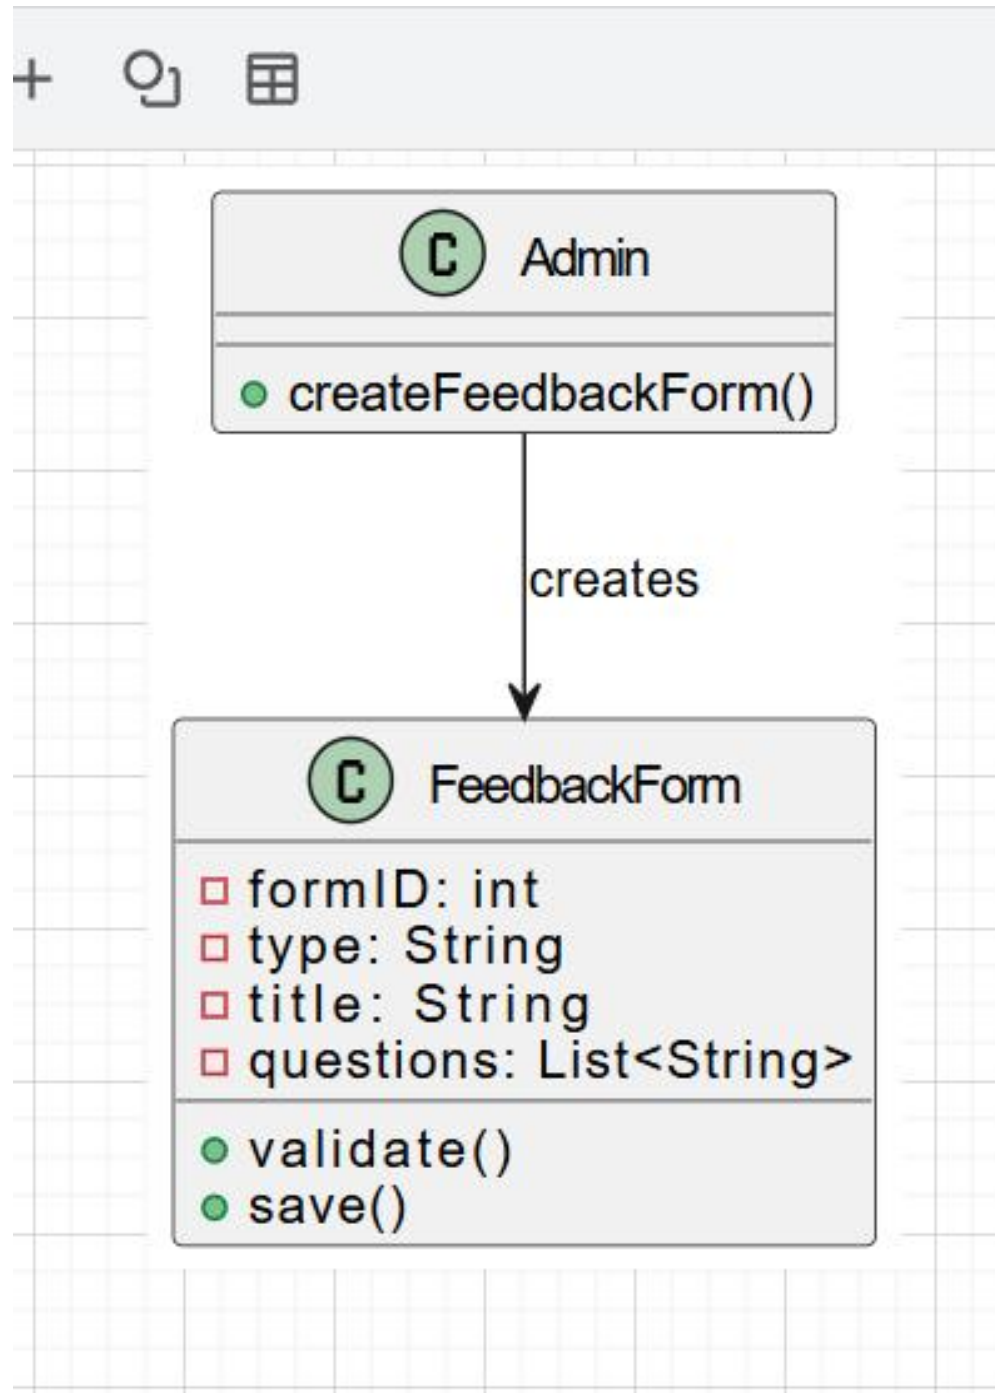 C Admin
createFeedbackForm()
creates
C FeedbackForm
formID: int
type: String
title: String
questions: List<String>
validate()
save()